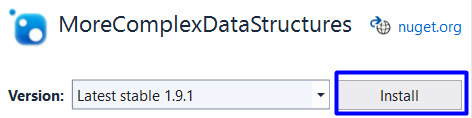 MoreComplexDataStructures nuget.org
Version: Latest stable 1.9.1 Install